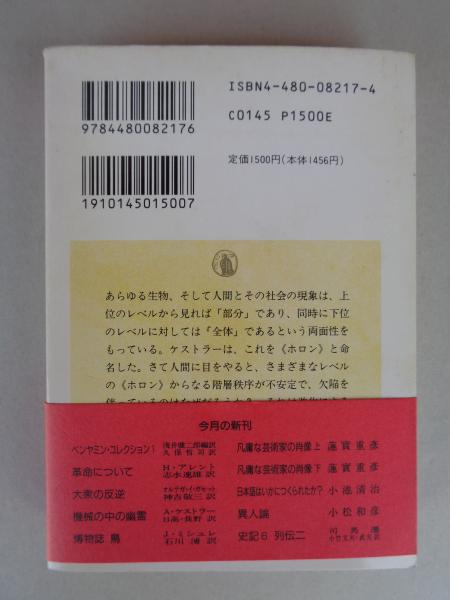 ISBN4-480-08217-4
C0145 P1500E
9784480082176
定価1500円(本体1456円)
1910145015007
あらゆる生物、そして人間とその社会の現象は、上
位のレベルから見れば「部分」であり、同時に下位
のレベルに対しては「全体」であるという両面性を
もっている。ケストラーは、これを《ホロン》と命
名した。さて人間に目をやると、さまざまなレベル
の《ホロン》からなる階層秩序が不安定で、欠陥を
今月の新刊
ベンヤミン・コレクション1 浅井健二郎編訳 久保哲司訳
革命について H・アレント 志水速雄訳
大衆の反逆 オルテガ・イ・ガセット 神吉敬三訳
機械の中の幽霊 A・ケストラー 日高・長野訳
博物誌 鳥 J・ミシュレ 石川湧訳
凡庸な芸術家の肖像 上 蓮實重彦
凡庸な芸術家の肖像 下 蓮實重彦
日本語はいかにつくられたか? 小池清治
異人論 小松和彦
史記6 列伝二 司馬遷 小竹文夫・武夫訳